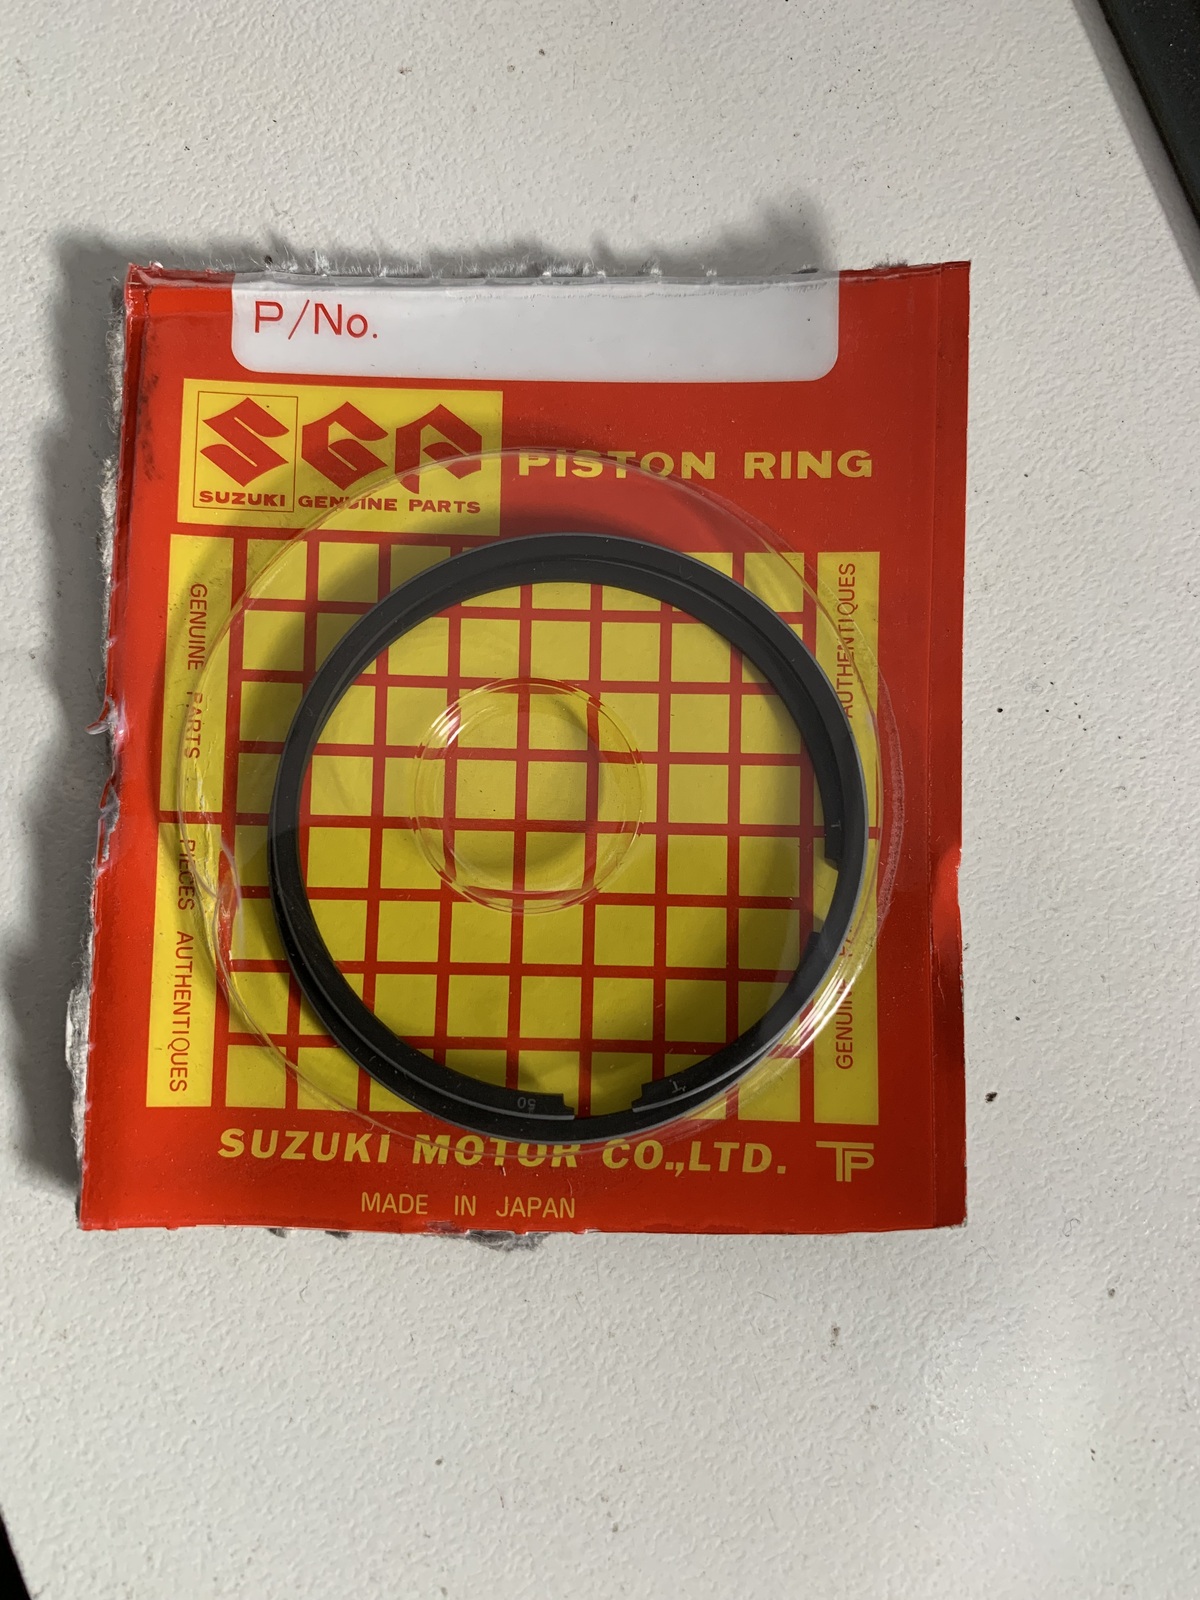 P/No.
SUZUKI
GENUINE PARTS
PISTON RING
GENUINE PARTS
PIECES AUTHENTIQUES
AUTHENTIQUES
GENUINE
50
T
SUZUKI MOTOR CO.,LTD.
TP
MADE IN JAPAN